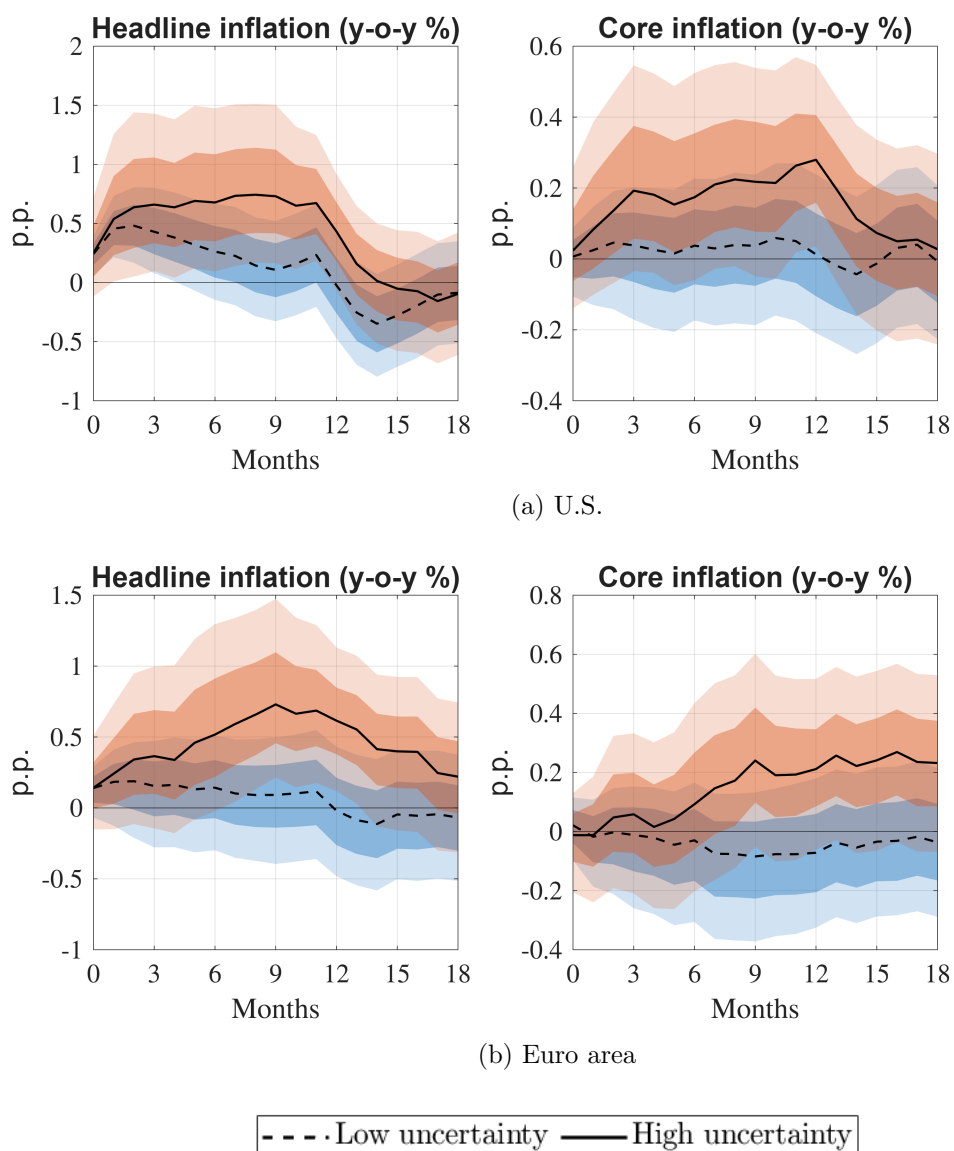 Headline inflation (y-o-y %)
Core inflation (y-o-y %)
2
1.5
1
0.5
0
-0.5
-1
p.p.
0 3 6 9 12 15 18
Months
0.6
0.4
0.2
0
-0.2
-0.4
p.p.
0 3 6 9 12 15 18
Months
(a) U.S.
Headline inflation (y-o-y %)
Core inflation (y-o-y %)
1.5
1
0.5
0
-0.5
-1
p.p.
0 3 6 9 12 15 18
Months
0.8
0.6
0.4
0.2
0
-0.2
-0.4
p.p.
0 3 6 9 12 15 18
Months
(b) Euro area
Low uncertainty High uncertainty